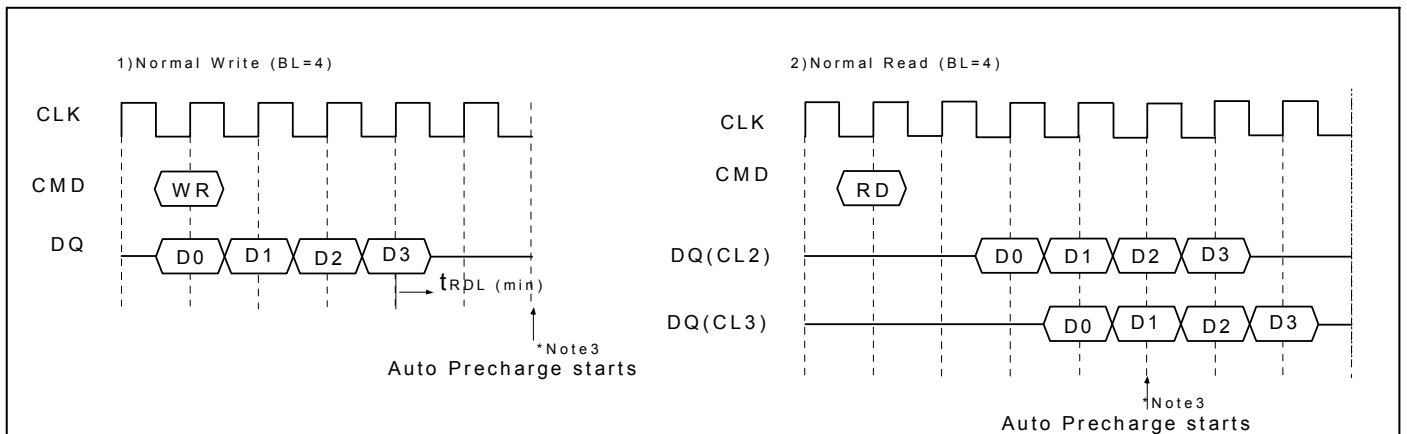 1)Normal Write (BL=4)
CLK
CMD
WR
DQ
D0 D1 D2 D3
tRDL (min)
*Note3
Auto Precharge starts
2)Normal Read (BL=4)
CLK
CMD
RD
DQ(CL2)
D0 D1 D2 D3
DQ(CL3)
D0 D1 D2 D3
*Note3
Auto Precharge starts